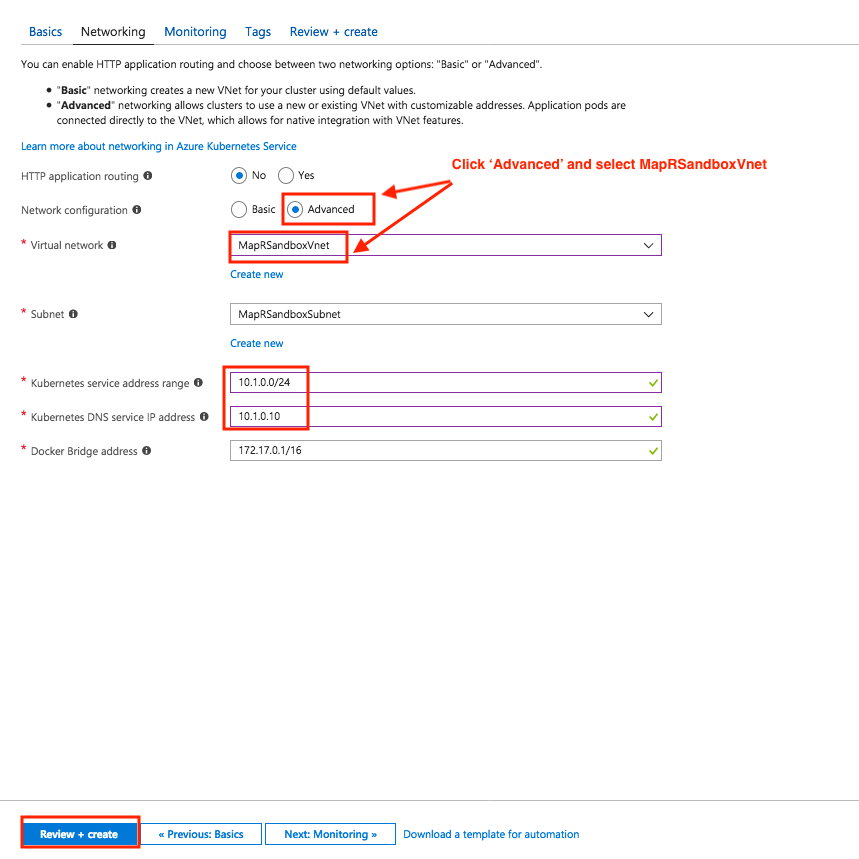 Basics Networking Monitoring Tags Review + create
You can enable HTTP application routing and choose between two networking options: "Basic" or "Advanced".
• "Basic" networking creates a new VNet for your cluster using default values.
• "Advanced" networking allows clusters to use a new or existing VNet with customizable addresses. Application pods are
connected directly to the VNet, which allows for native integration with VNet features.
Learn more about networking in Azure Kubernetes Service
Click ‘Advanced’ and select MapRSandboxVnet
HTTP application routing No Yes
Network configuration Basic Advanced
* Virtual network MapRSandboxVnet
Create new
* Subnet MapRSandboxSubnet
Create new
* Kubernetes service address range 10.1.0.0/24
* Kubernetes DNS service IP address 10.1.0.10
* Docker Bridge address 172.17.0.1/16
Review + create « Previous: Basics Next: Monitoring » Download a template for automation